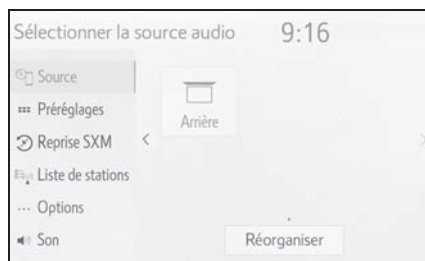 Sélectionner la source audio
9:16
Source
Préréglages
Reprise SXM
Liste de stations
Options
Son
Arrière
Réorganiser